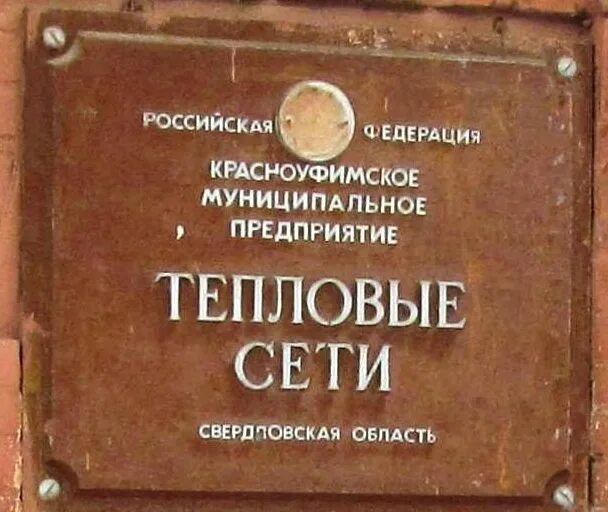 РОССИЙСКАЯ ФЕДЕРАЦИЯ
КРАСНОУФИМСКОЕ
МУНИЦИПАЛЬНОЕ
ПРЕДПРИЯТИЕ
ТЕПЛОВЫЕ
СЕТИ
СВЕРДЛОВСКАЯ ОБЛАСТЬ